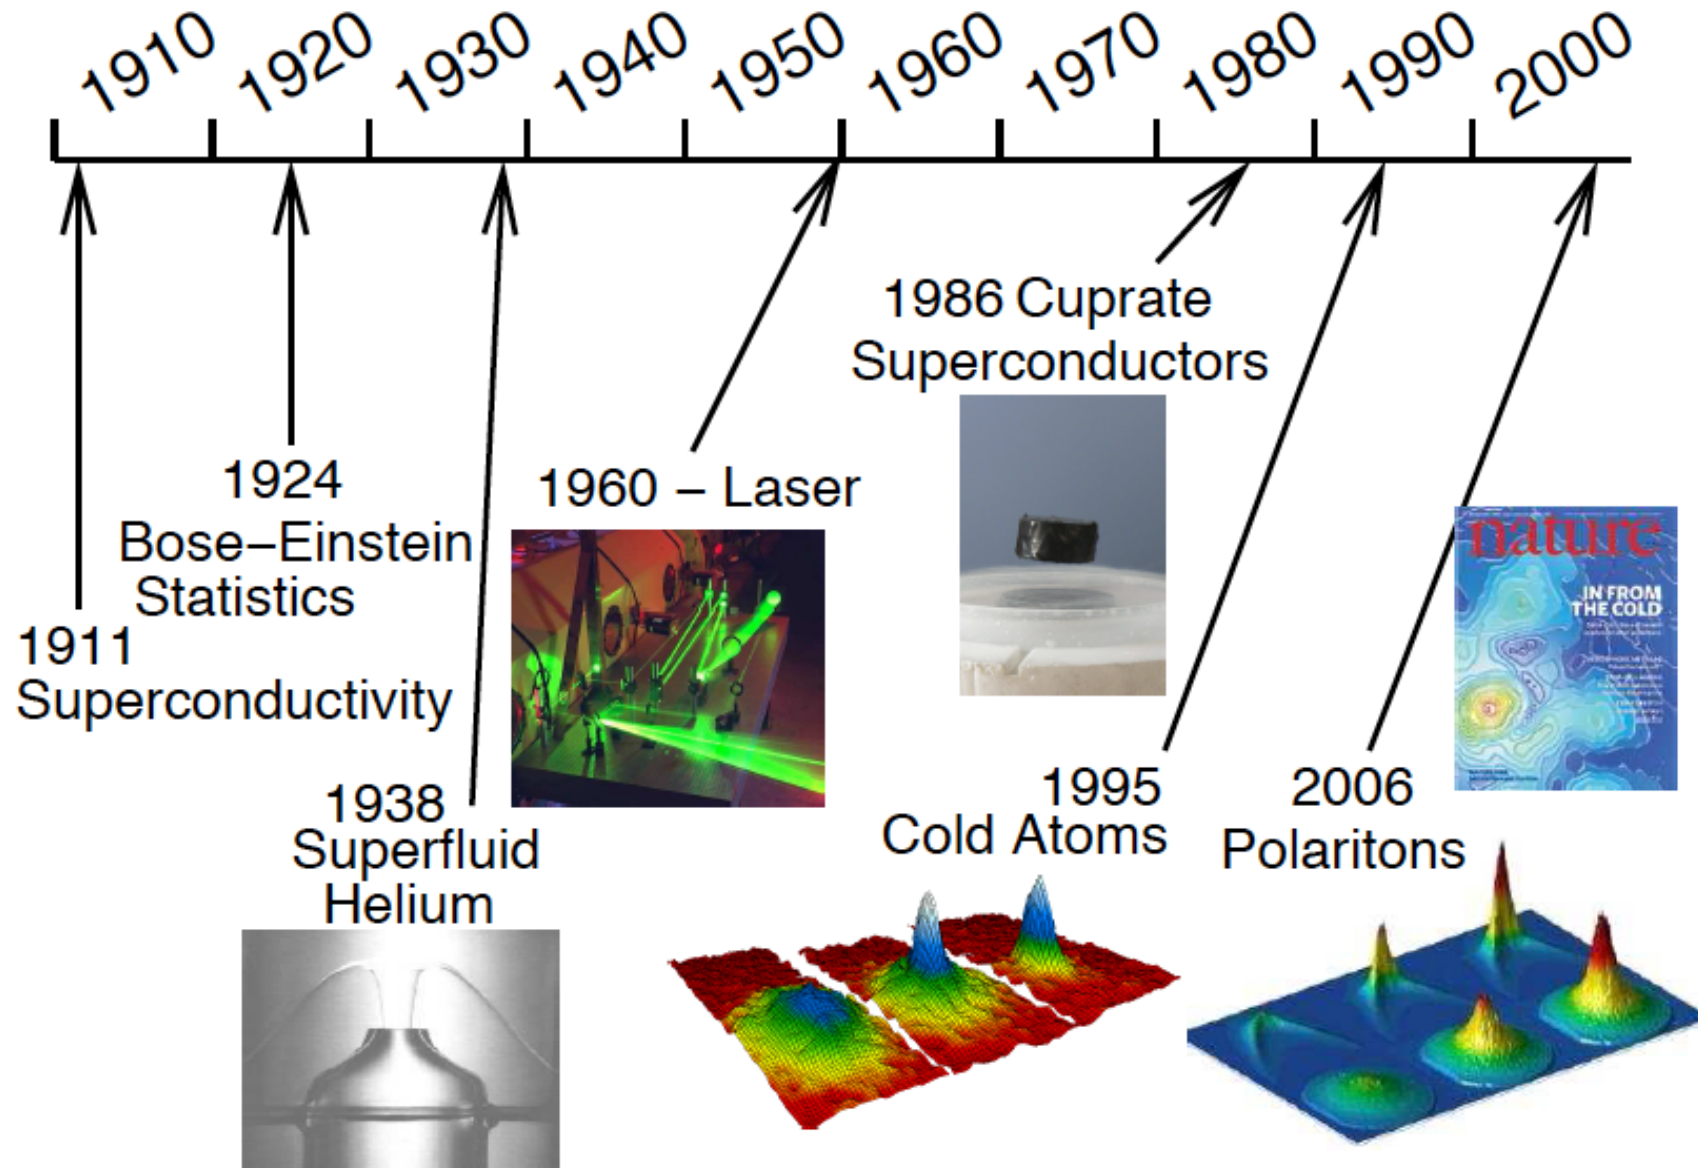 1910 1920 1930 1940 1950 1960 1970 1980 1990 2000
1986 Cuprate
Superconductors
1924
Bose–Einstein
Statistics
1960 – Laser
1911
Superconductivity
nature
IN FROM
THE COLD
1938
Superfluid
Helium
1995
Cold Atoms
2006
Polaritons